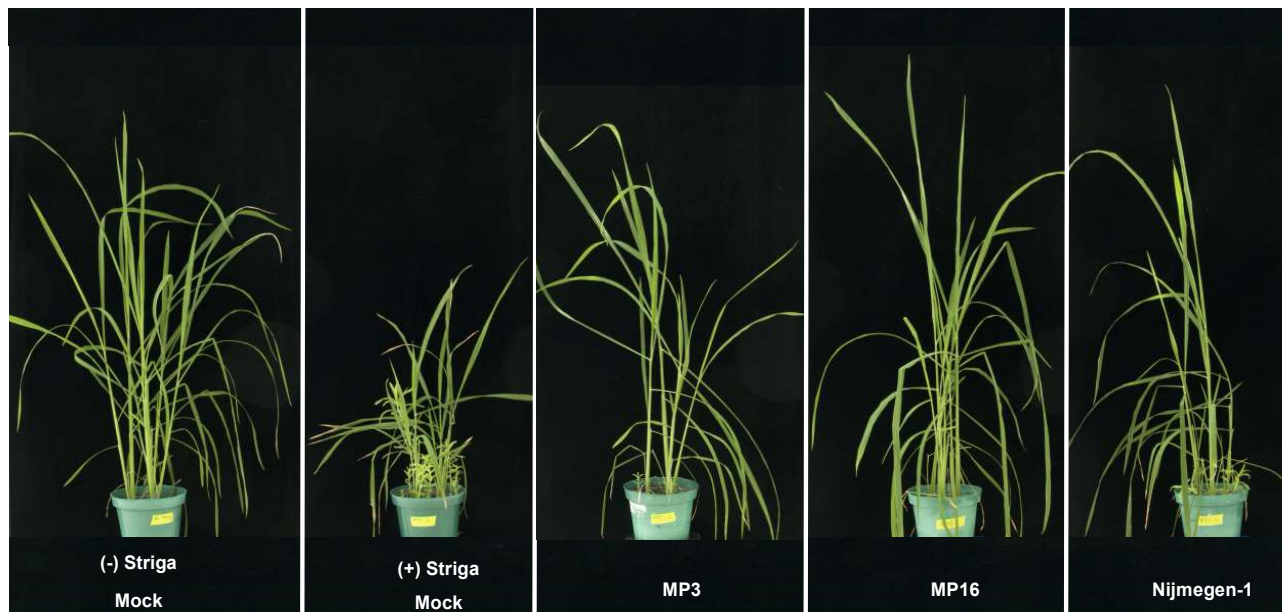 (-) Striga
Mock
(+) Striga
Mock
MP3
MP16
Nijmegen-1